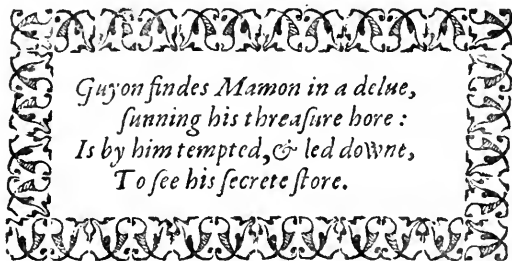 Guyon findes Mamon in a delue,
ſunning his threaſure hore :
Is by him tempted, & led downe,
To ſee his ſecrete ſtore.